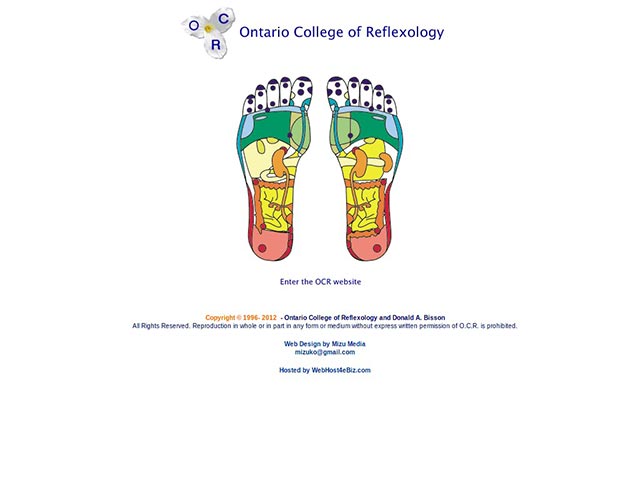 O C R
Ontario College of Reflexology
Enter the OCR website
Copyright © 1996- 2012 - Ontario College of Reflexology and Donald A. Bisson
All Rights Reserved. Reproduction in whole or in part in any form or medium without express written permission of O.C.R. is prohibited.
Web Design by Mizu Media
mizuko@gmail.com
Hosted by WebHost4eBiz.com